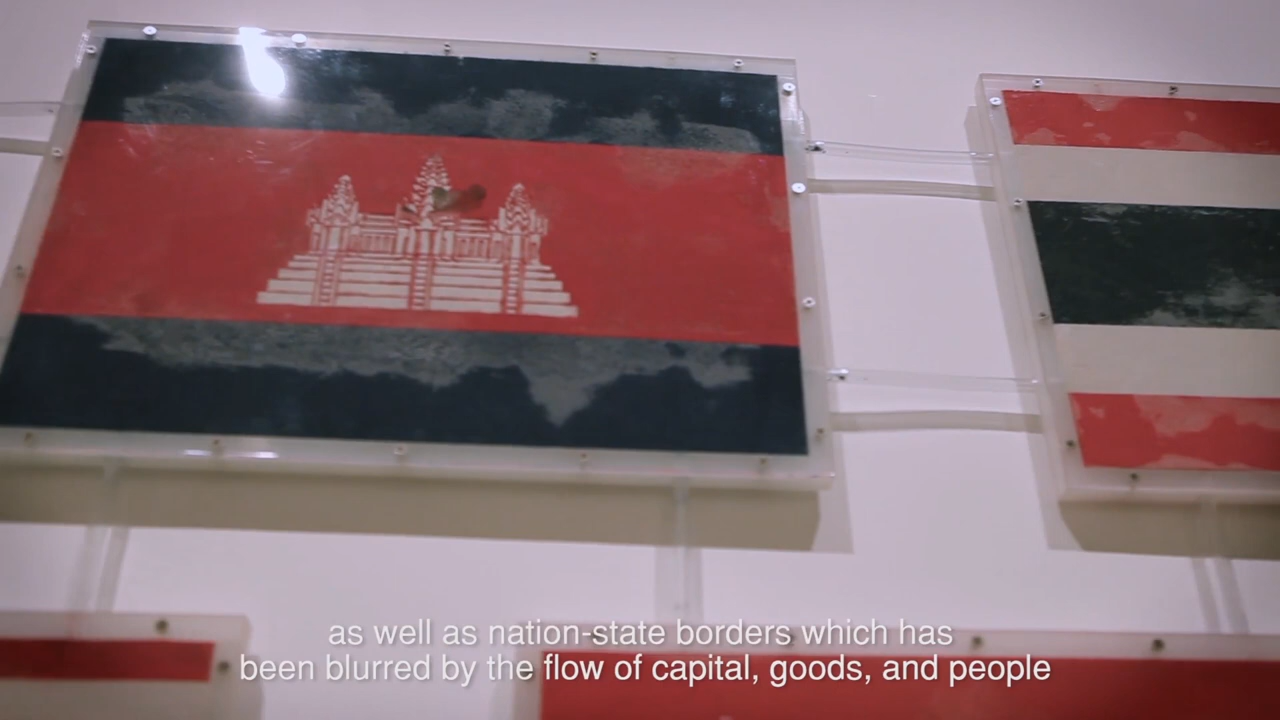 as well as nation-state borders which has
been blurred by the flow of capital, goods, and people